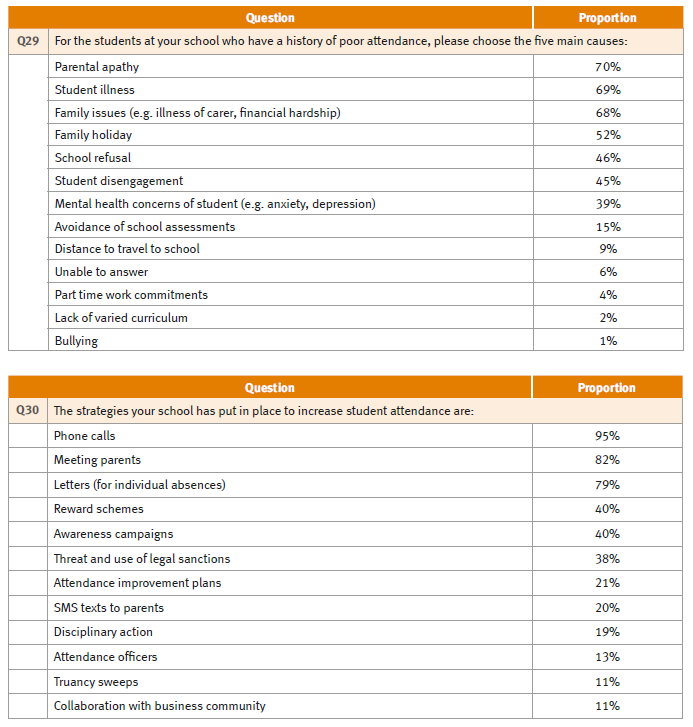 Question Proportion
Q29 For the students at your school who have a history of poor attendance, please choose the five main causes:
Parental apathy 70%
Student illness 69%
Family issues (e.g. illness of carer, financial hardship) 68%
Family holiday 52%
School refusal 46%
Student disengagement 45%
Mental health concerns of student (e.g. anxiety, depression) 39%
Avoidance of school assessments 15%
Distance to travel to school 9%
Unable to answer 6%
Part time work commitments 4%
Lack of varied curriculum 2%
Bullying 1%
Question Proportion
Q30 The strategies your school has put in place to increase student attendance are:
Phone calls 95%
Meeting parents 82%
Letters (for individual absences) 79%
Reward schemes 40%
Awareness campaigns 40%
Threat and use of legal sanctions 38%
Attendance improvement plans 21%
SMS texts to parents 20%
Disciplinary action 19%
Attendance officers 13%
Truancy sweeps 11%
Collaboration with business community 11%